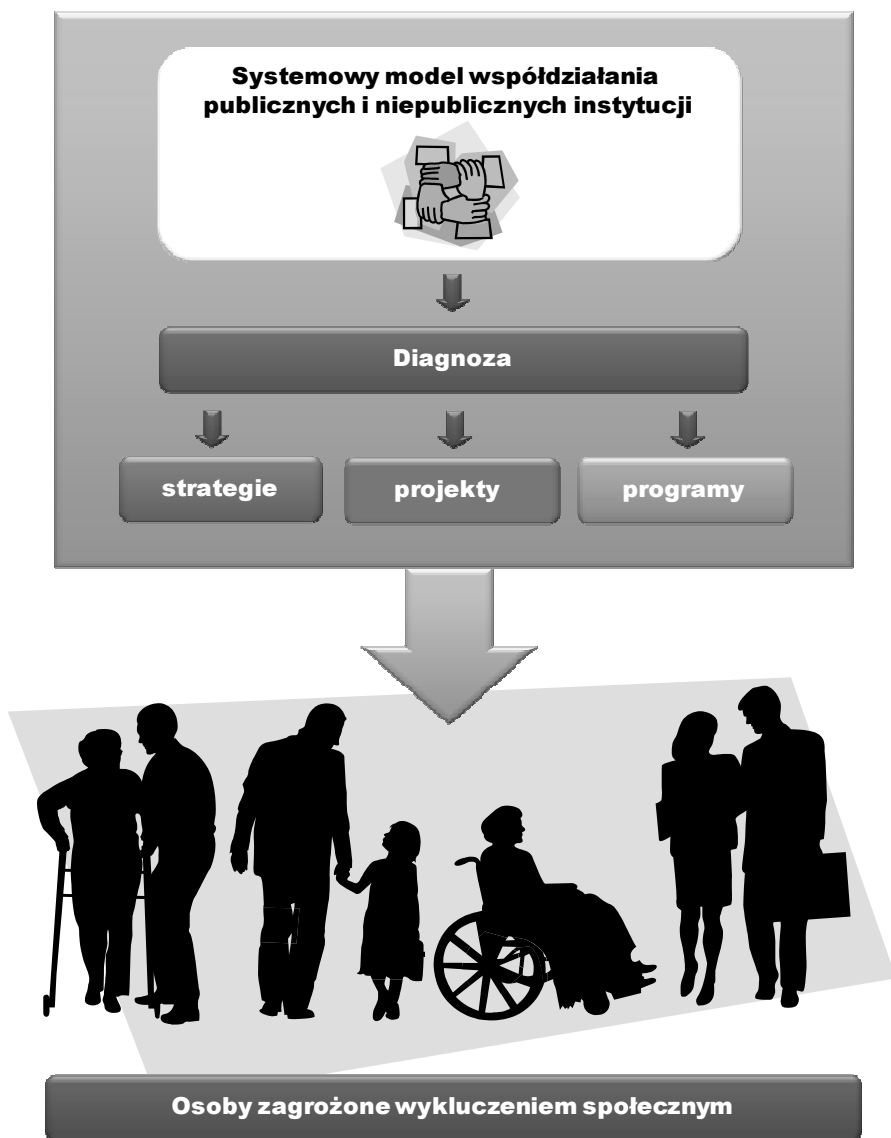 Systemowy model współdziałania
publicznych i niepublicznych instytucji
Diagnoza
strategie
projekty
programy
Osoby zagrożone wykluczeniem społecznym